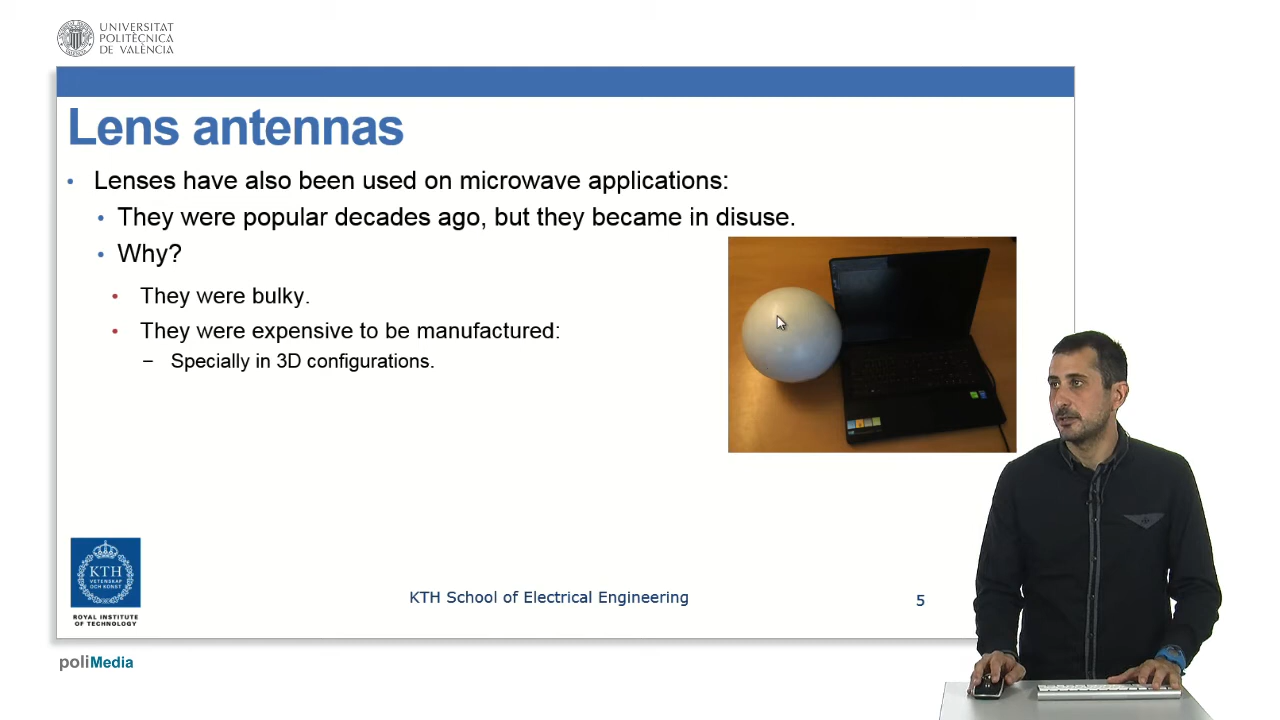 UNIVERSITAT
POLITÈCNICA
DE VALÈNCIA
Lens antennas
• Lenses have also been used on microwave applications:
• They were popular decades ago, but they became in disuse.
• Why?
• They were bulky.
• They were expensive to be manufactured:
– Specially in 3D configurations.
KTH
VETENSKAP
OCH KONST
ROYAL INSTITUTE
OF TECHNOLOGY
KTH School of Electrical Engineering
5
poliMedia